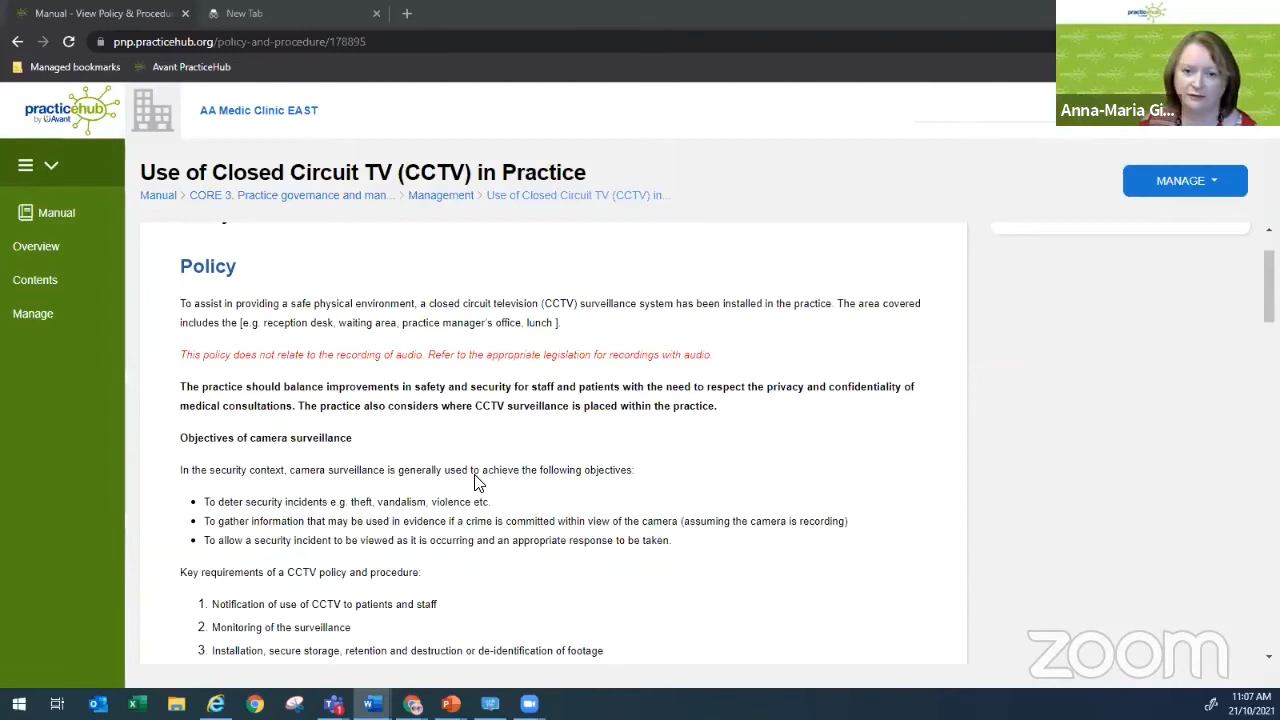 Manual - View Policy & Procedu
New Tab
pnp.practicehub.org/policy-and-procedure/178895
Managed bookmarks
Avant PracticeHub
practicehub
practicehub
by Avant
AA Medic Clinic EAST
Anna-Maria Gi...
Use of Closed Circuit TV (CCTV) in Practice
Manual > CORE 3. Practice governance and man... > Management > Use of Closed Circuit TV (CCTV) in...
MANAGE
Manual
Overview
Contents
Manage
Policy
To assist in providing a safe physical environment, a closed circuit television (CCTV) surveillance system has been installed in the practice. The area covered
includes the [e.g. reception desk, waiting area, practice manager's office, lunch ].
This policy does not relate to the recording of audio. Refer to the appropriate legislation for recordings with audio.
The practice should balance improvements in safety and security for staff and patients with the need to respect the privacy and confidentiality of
medical consultations. The practice also considers where CCTV surveillance is placed within the practice.
Objectives of camera surveillance
In the security context, camera surveillance is generally used to achieve the following objectives:
• To deter security incidents e.g. theft, vandalism, violence etc.
• To gather information that may be used in evidence if a crime is committed within view of the camera (assuming the camera is recording)
• To allow a security incident to be viewed as it is occurring and an appropriate response to be taken.
Key requirements of a CCTV policy and procedure:
1. Notification of use of CCTV to patients and staff
2. Monitoring of the surveillance
3. Installation, secure storage, retention and destruction or de-identification of footage
zoom
11:07 AM
21/10/2021